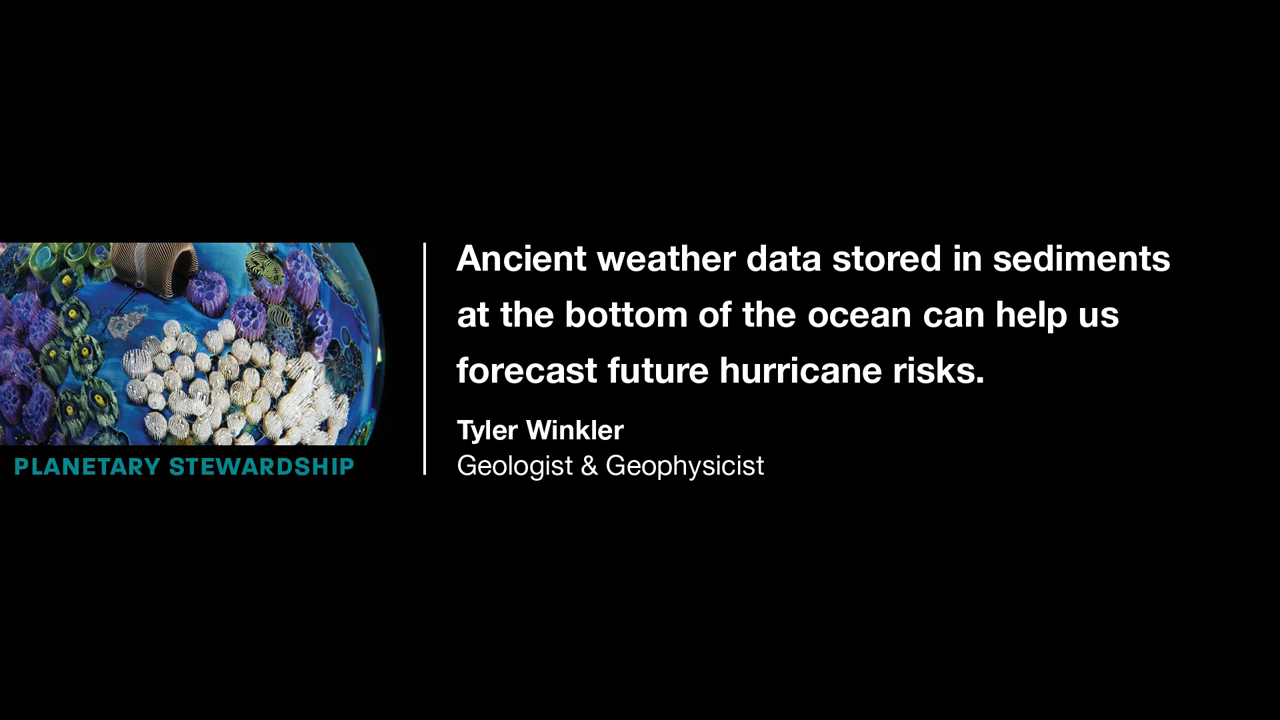 Ancient weather data stored in sediments
at the bottom of the ocean can help us
forecast future hurricane risks.
Tyler Winkler
Geologist & Geophysicist
PLANETARY STEWARDSHIP